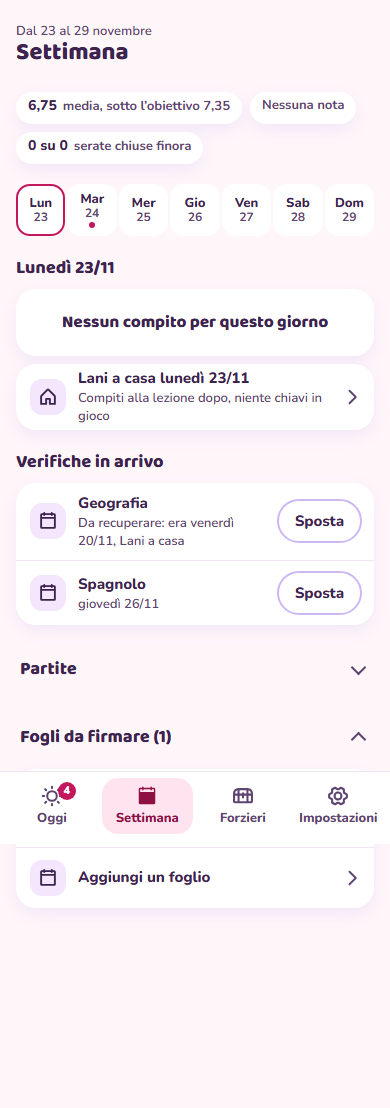 Dal 23 al 29 novembre
Settimana
6,75 media, sotto l'obiettivo 7,35
Nessuna nota
0 su 0 serate chiuse finora
Lun
23
Mar
24
Mer
25
Gio
26
Ven
27
Sab
28
Dom
29
Lunedì 23/11
Nessun compito per questo giorno
Lani a casa lunedì 23/11
Compiti alla lezione dopo, niente chiavi in
gioco
Verifiche in arrivo
Geografia
Da recuperare: era venerdì
20/11, Lani a casa
Sposta
Spagnolo
giovedì 26/11
Sposta
Partite
Fogli da firmare (1)
4
Oggi
Settimana
Forzieri
Impostazioni
Aggiungi un foglio